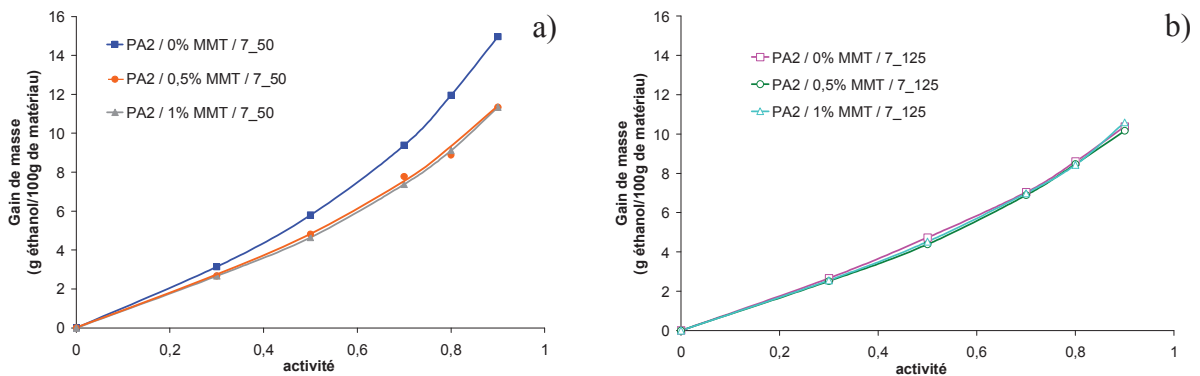 a)
PA2 / 0% MMT / 7_50
PA2 / 0,5% MMT / 7_50
PA2 / 1% MMT / 7_50
Gain de masse
(g éthanol/100g de matériau)
16
14
12
10
8
6
4
2
0
0 0,2 0,4 0,6 0,8 1
activité
b)
PA2 / 0% MMT / 7_125
PA2 / 0,5% MMT / 7_125
PA2 / 1% MMT / 7_125
Gain de masse
(g éthanol/100g de matériau)
16
14
12
10
8
6
4
2
0
0 0,2 0,4 0,6 0,8 1
activité